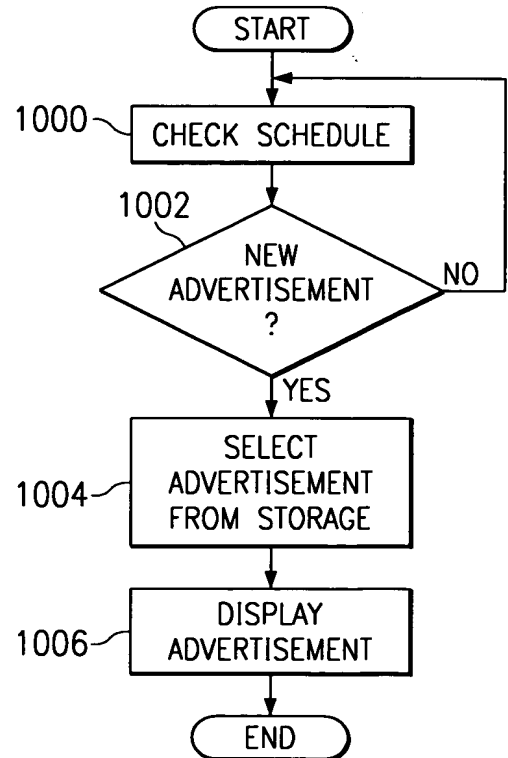 START
1000
CHECK SCHEDULE
1002
NEW
ADVERTISEMENT
?
NO
YES
1004
SELECT
ADVERTISEMENT
FROM STORAGE
1006
DISPLAY
ADVERTISEMENT
END